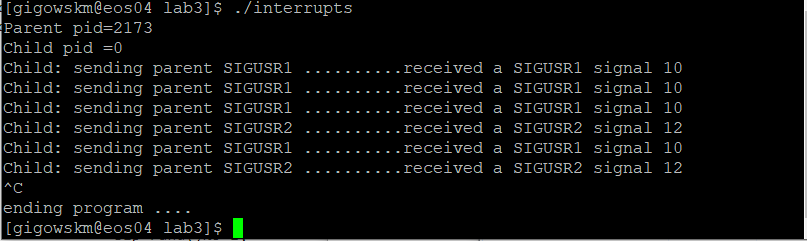 [gigowskm@eos04 lab3]$ ./interrupts
Parent pid=2173
Child pid =0
Child: sending parent SIGUSR1 ..........received a SIGUSR1 signal 10
Child: sending parent SIGUSR1 ..........received a SIGUSR1 signal 10
Child: sending parent SIGUSR1 ..........received a SIGUSR1 signal 10
Child: sending parent SIGUSR2 ..........received a SIGUSR2 signal 12
Child: sending parent SIGUSR1 ..........received a SIGUSR1 signal 10
Child: sending parent SIGUSR2 ..........received a SIGUSR2 signal 12
^C
ending program ....
[gigowskm@eos04 lab3]$